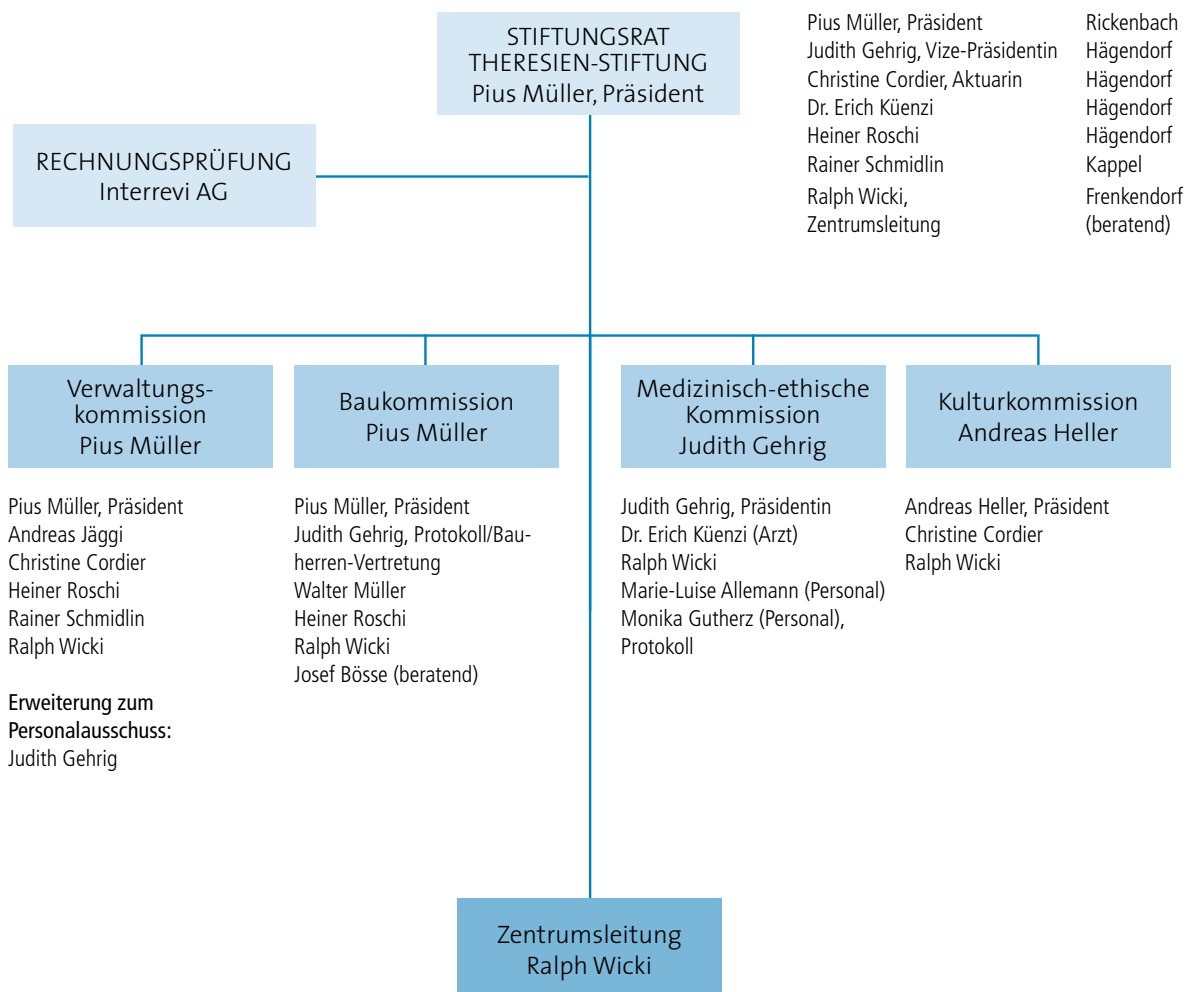 STIFTUNGSRAT
THERESIEN-STIFTUNG
Pius Müller, Präsident
Pius Müller, Präsident Rickenbach
Judith Gehrig, Vize-Präsidentin Hägendorf
Christine Cordier, Aktuarin Hägendorf
Dr. Erich Küenzi Hägendorf
Heiner Roschi Hägendorf
Rainer Schmidlin Kappel
Ralph Wicki, Frenkendorf
Zentrumsleitung (beratend)
RECHNUNGSPRÜFUNG
Interrevi AG
Verwaltungs-
kommission
Pius Müller
Pius Müller, Präsident
Andreas Jäggi
Christine Cordier
Heiner Roschi
Rainer Schmidlin
Ralph Wicki
Erweiterung zum
Personalausschuss:
Judith Gehrig
Baukommission
Pius Müller
Pius Müller, Präsident
Judith Gehrig, Protokoll/Bau-
herren-Vertretung
Walter Müller
Heiner Roschi
Ralph Wicki
Josef Bösse (beratend)
Medizinisch-ethische
Kommission
Judith Gehrig
Judith Gehrig, Präsidentin
Dr. Erich Küenzi (Arzt)
Ralph Wicki
Marie-Luise Allemann (Personal)
Monika Gutherz (Personal),
Protokoll
Kulturkommission
Andreas Heller
Andreas Heller, Präsident
Christine Cordier
Ralph Wicki
Zentrumsleitung
Ralph Wicki